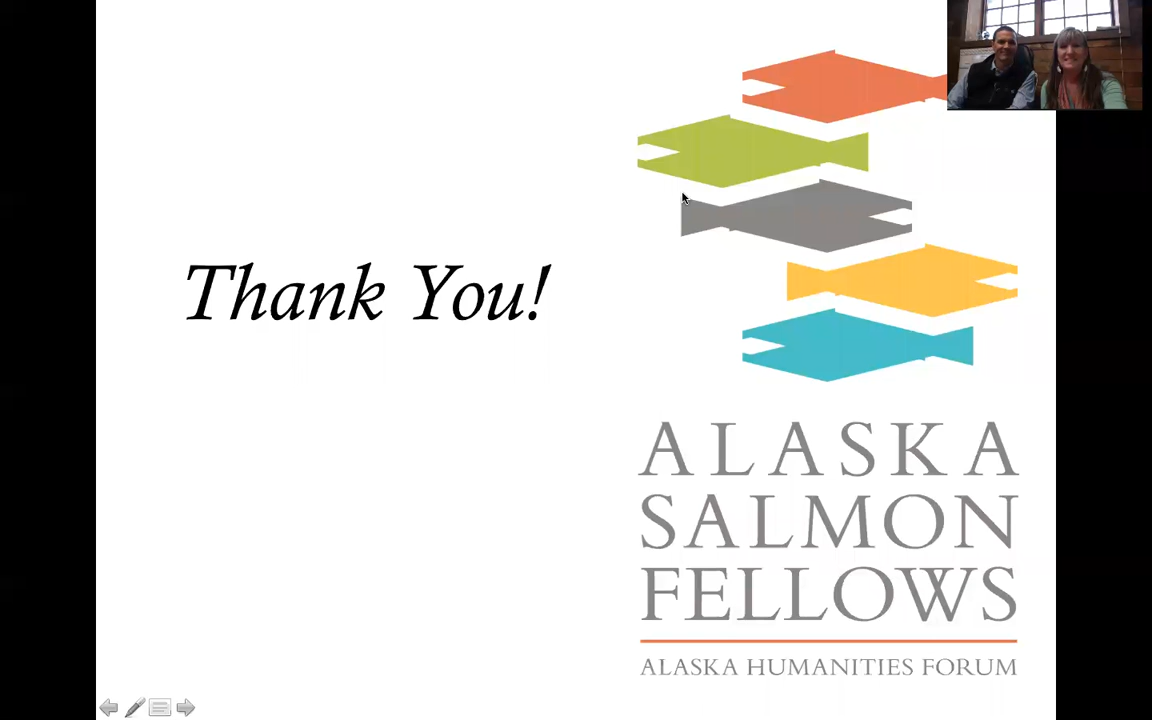 Thank You!
ALASKA
SALMON
FELLOWS
ALASKA HUMANITIES FORUM